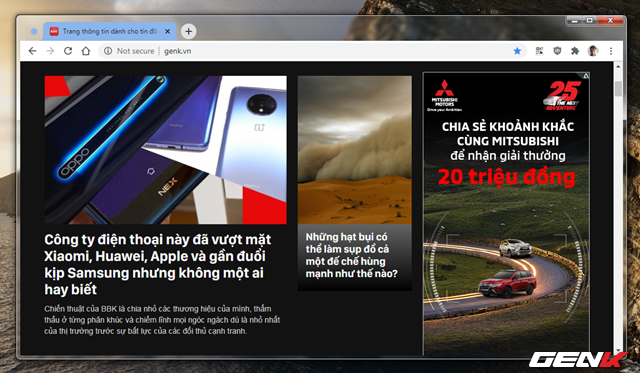 Trang thông tin dành cho tín đồ
Not secure | genk.vn
oppo
NEX
ONEPLUS
Công ty điện thoại này đã vượt mặt
Xiaomi, Huawei, Apple và gần đuổi
kịp Samsung nhưng không một ai
hay biết
Chiến thuật của BBK là chia nhỏ các thương hiệu của mình, thẩm
thấu ở từng phân khúc và chiếm lĩnh mọi ngóc ngách dù là nhỏ nhất
của thị trường trước sự bất lực của các đối thủ cạnh tranh.
Những hạt bụi có
thể làm sụp đổ cả
một đế chế hùng
mạnh như thế nào?
MITSUBISHI
MOTORS
Drive your Ambition
25
THE NEXT
ADVENTURE
CHIA SẺ KHOẢNH KHẮC
CÙNG MITSUBISHI
để nhận giải thưởng
20 triệu đồng
GENK